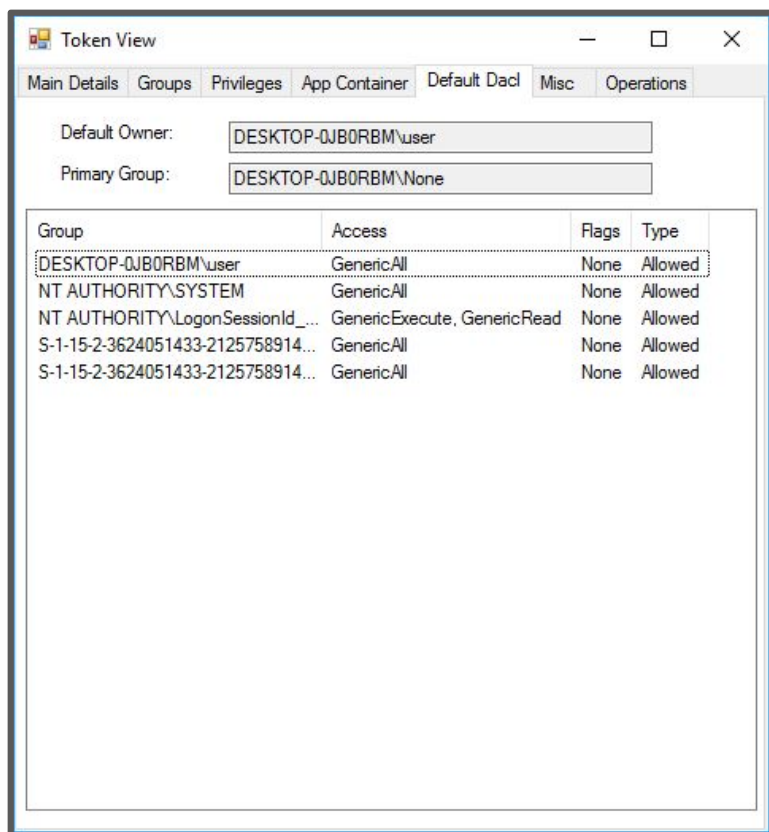 Token View
Main Details Groups Privileges App Container Default Dacl Misc Operations
Default Owner: DESKTOP-0JB0RBM\user
Primary Group: DESKTOP-0JB0RBM\None
Group Access Flags Type
DESKTOP-0JB0RBM\user GenericAll None Allowed
NT AUTHORITY\SYSTEM GenericAll None Allowed
NT AUTHORITY\LogonSessionId_... GenericExecute, GenericRead None Allowed
S-1-15-2-3624051433-2125758914... GenericAll None Allowed
S-1-15-2-3624051433-2125758914... GenericAll None Allowed